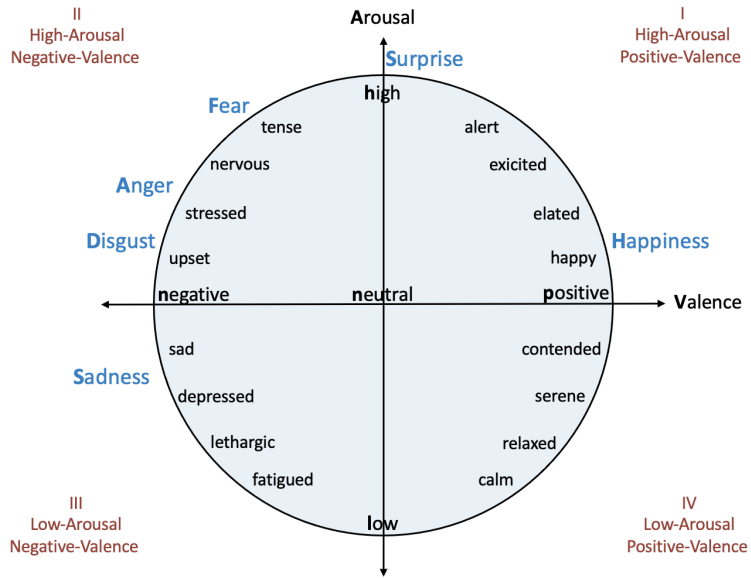 II
High-Arousal
Negative-Valence
Arousal
I
High-Arousal
Positive-Valence
Surprise
high
Fear
tense
alert
nervous
exicited
Anger
stressed
elated
Disgust
Happiness
upset
happy
negative
neutral
positive
Valence
sad
contended
Sadness
depressed
serene
lethargic
relaxed
fatigued
calm
III
Low-Arousal
Negative-Valence
low
IV
Low-Arousal
Positive-Valence